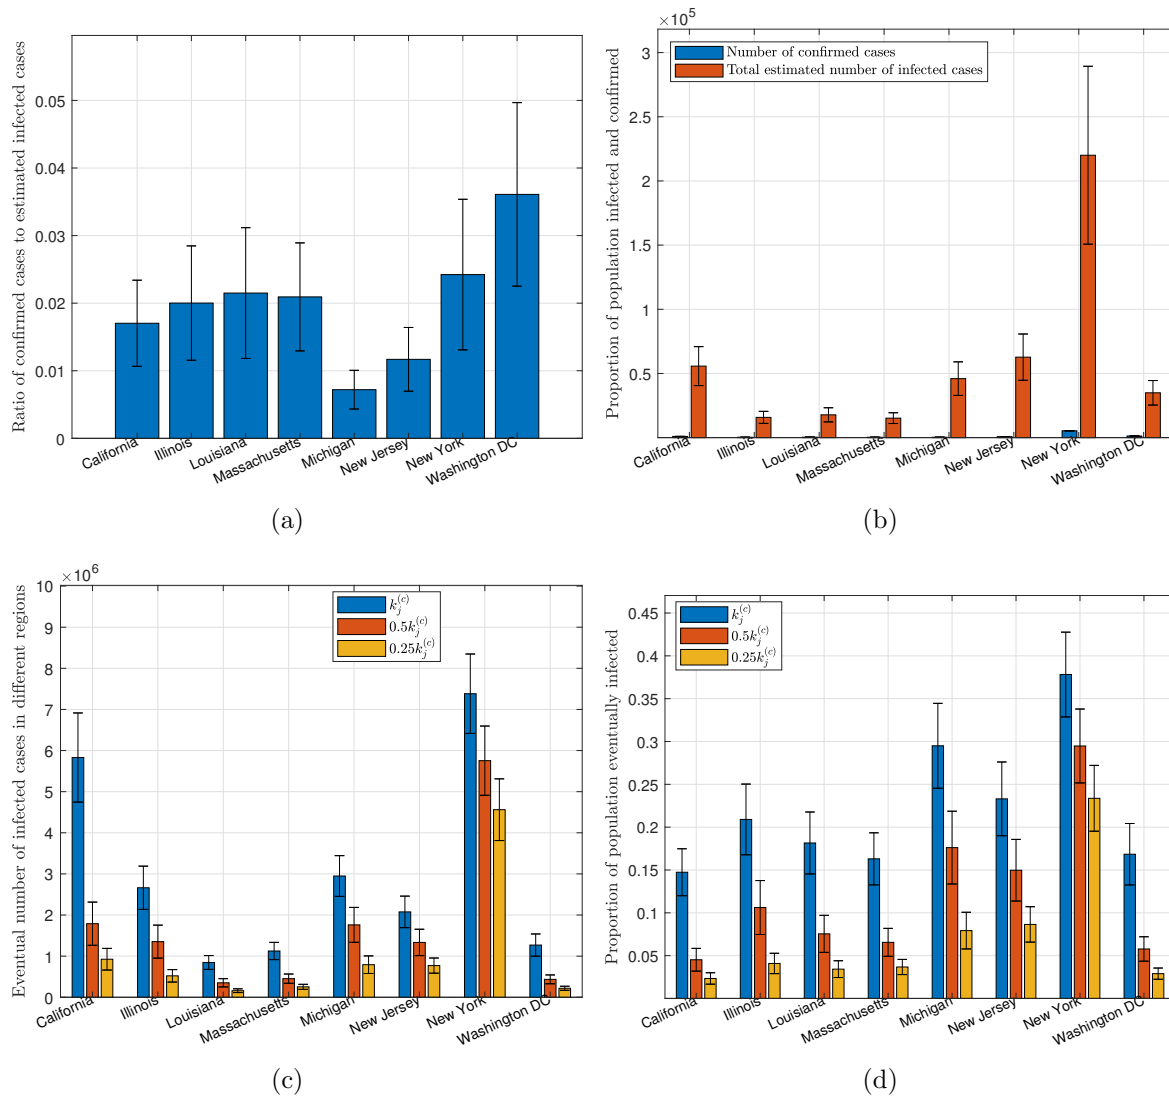 Ratio of confirmed cases to estimated infected cases
0.05
0.04
0.03
0.02
0.01
0
California
Illinois
Louisiana
Massachusetts
Michigan
New Jersey
New York
Washington DC
(a)
×10^5
Proportion of population infected and confirmed
Number of confirmed cases
Total estimated number of infected cases
3
2.5
2
1.5
1
0.5
California
Illinois
Louisiana
Massachusetts
Michigan
New Jersey
New York
Washington DC
(b)
×10^6
Eventual number of infected cases in different regions
k_j^{(c)}
0.5k_j^{(c)}
0.25k_j^{(c)}
10
9
8
7
6
5
4
3
2
1
0
California
Illinois
Louisiana
Massachusetts
Michigan
New Jersey
New York
Washington DC
(c)
Proportion of population eventually infected
k_j^{(c)}
0.5k_j^{(c)}
0.25k_j^{(c)}
0.45
0.4
0.35
0.3
0.25
0.2
0.15
0.1
0.05
California
Illinois
Louisiana
Massachusetts
Michigan
New Jersey
New York
Washington DC
(d)